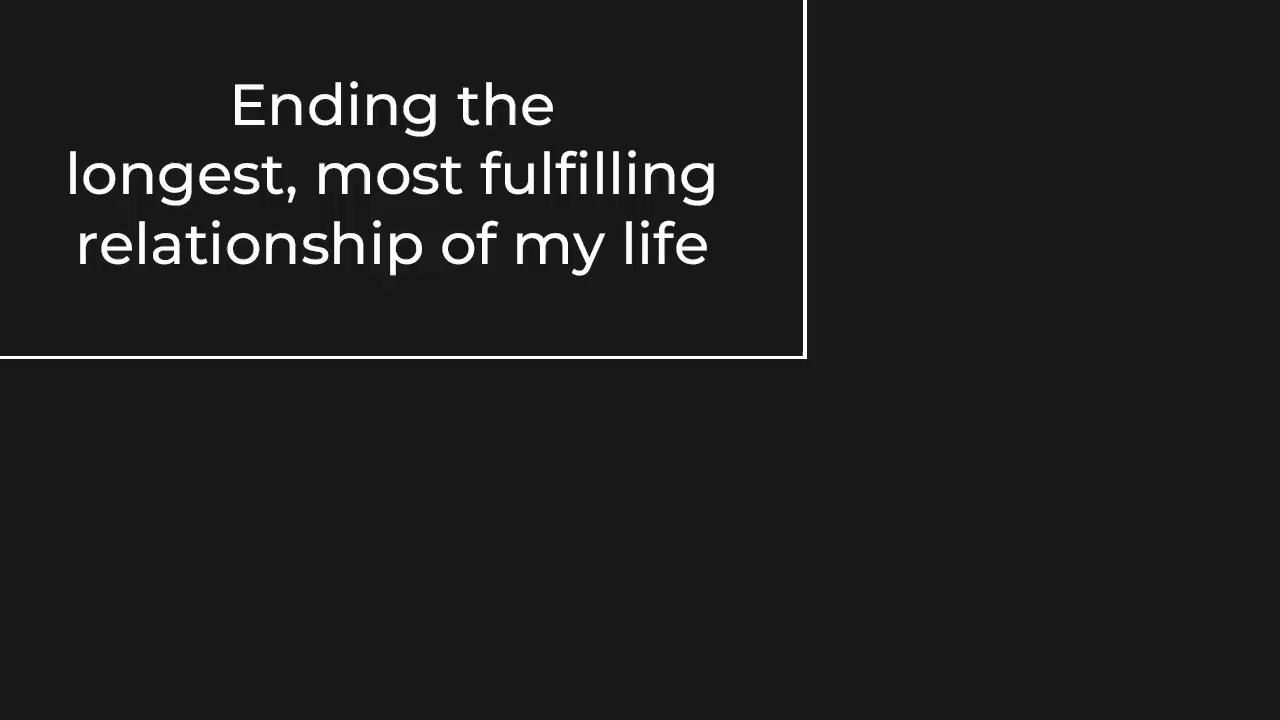 Ending the
longest, most fulfilling
relationship of my life